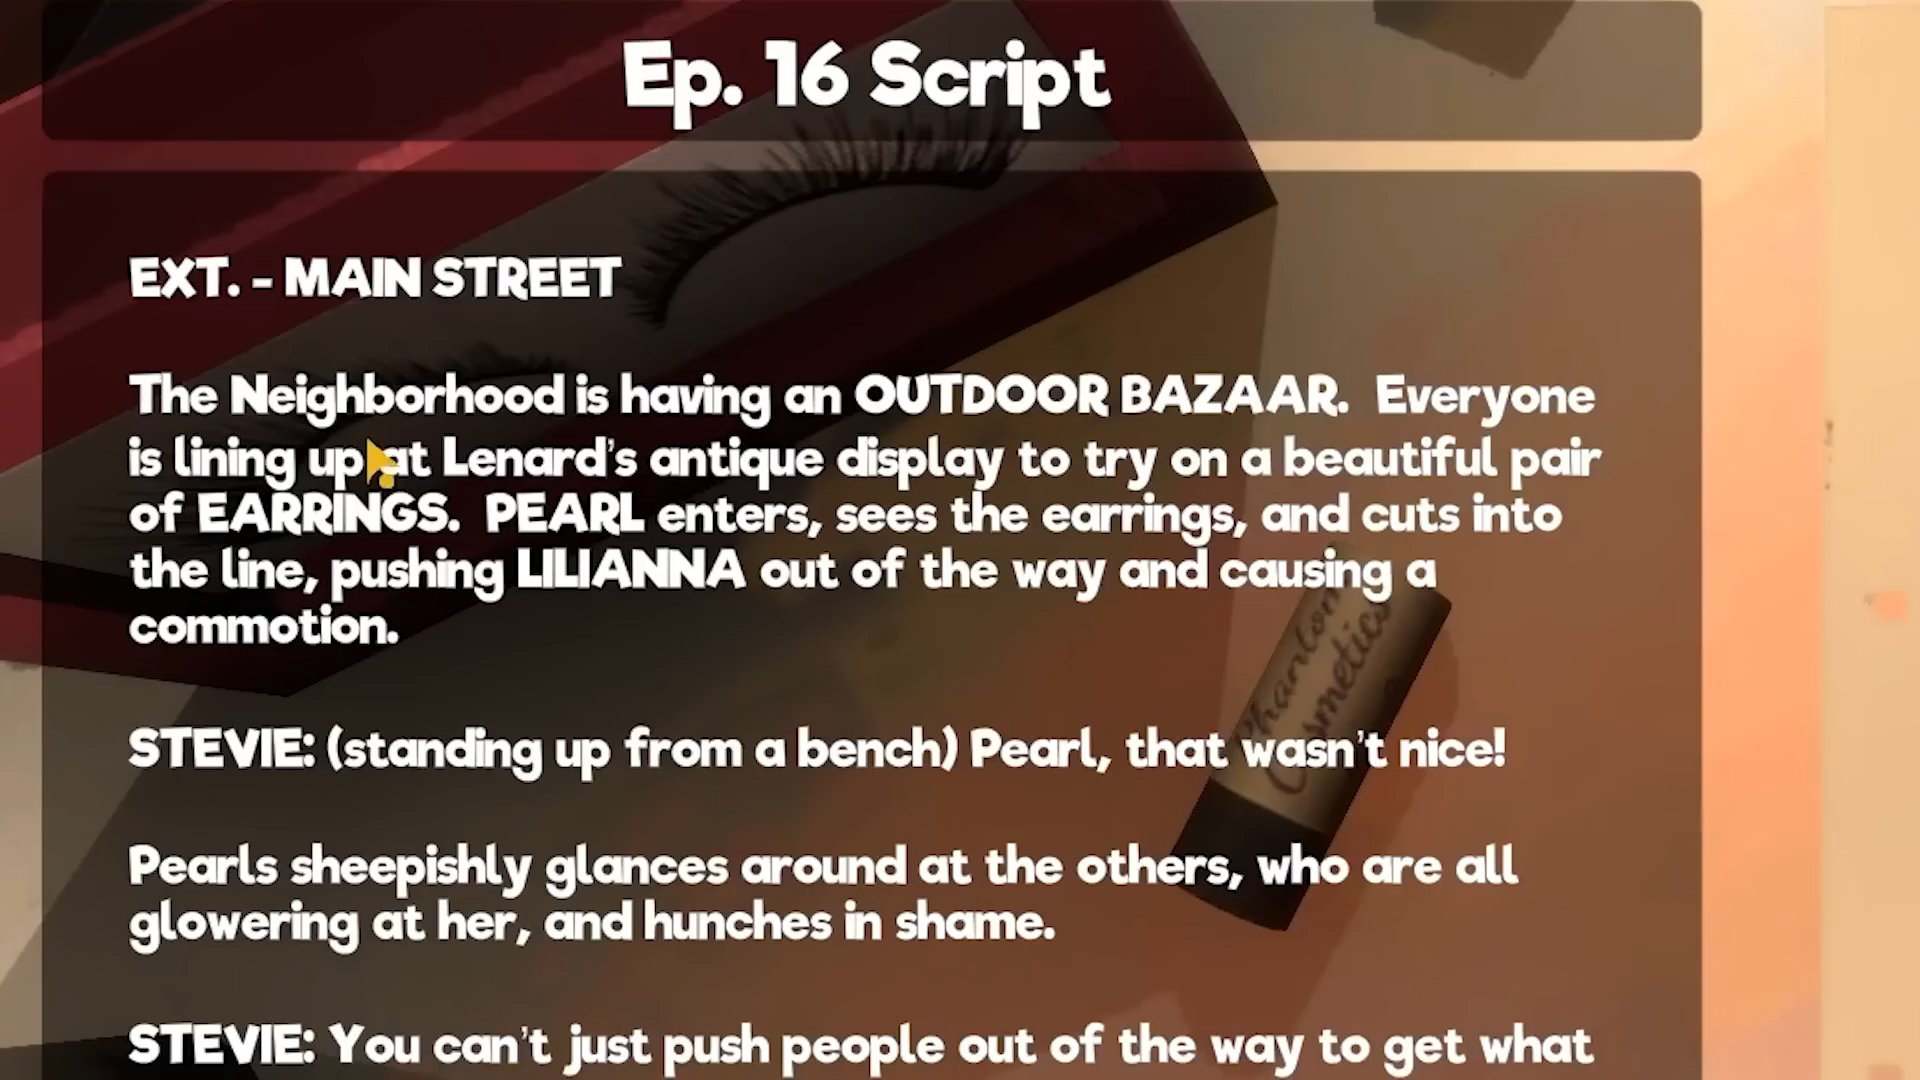 Ep. 16 Script
EXT. - MAIN STREET
The Neighborhood is having an OUTDOOR BAZAAR.  Everyone
is lining up at Lenard's antique display to try on a beautiful pair
of EARRINGS.  PEARL enters, sees the earrings, and cuts into
the line, pushing LILIANNA out of the way and causing a
commotion.
STEVIE: (standing up from a bench) Pearl, that wasn't nice!
Pearls sheepishly glances around at the others, who are all
glowering at her, and hunches in shame.
STEVIE: You can't just push people out of the way to get what
Phantom
Cosmetics